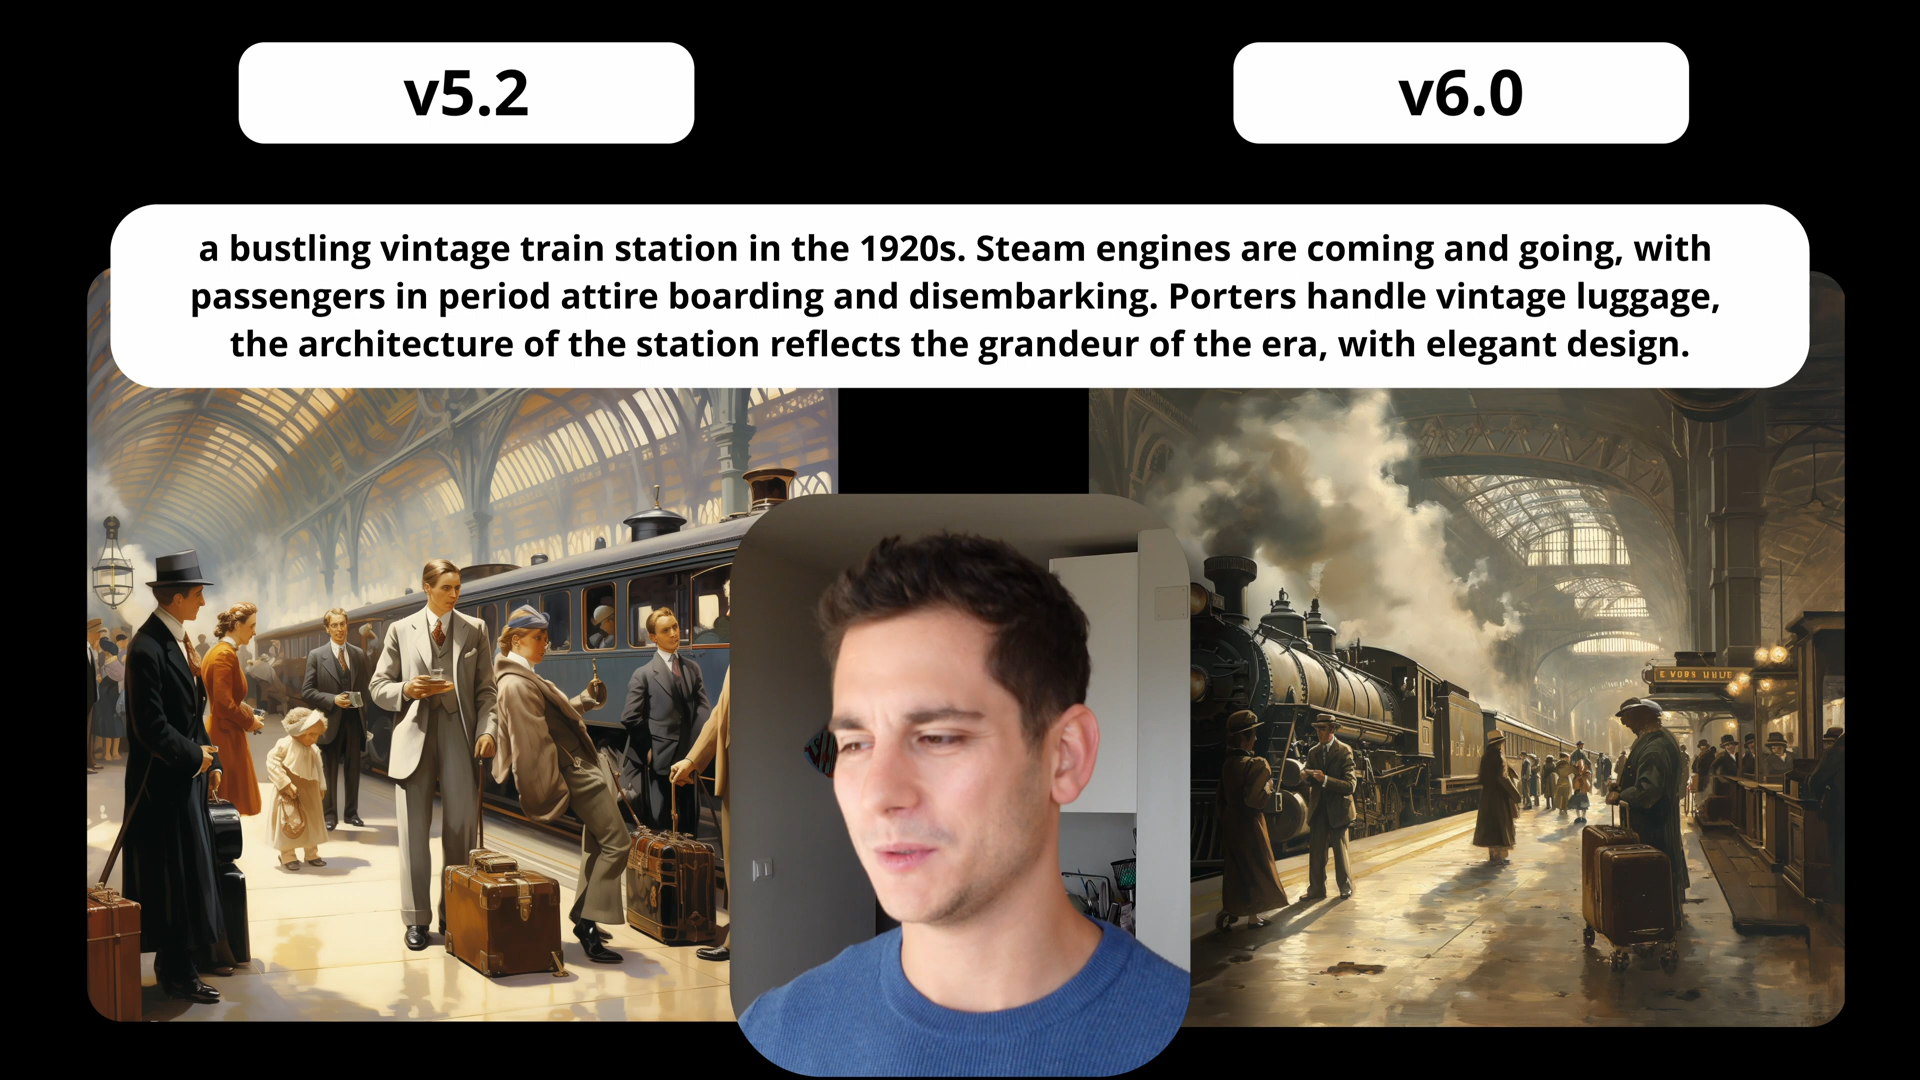 v5.2
v6.0
a bustling vintage train station in the 1920s. Steam engines are coming and going, with
passengers in period attire boarding and disembarking. Porters handle vintage luggage,
the architecture of the station reflects the grandeur of the era, with elegant design.